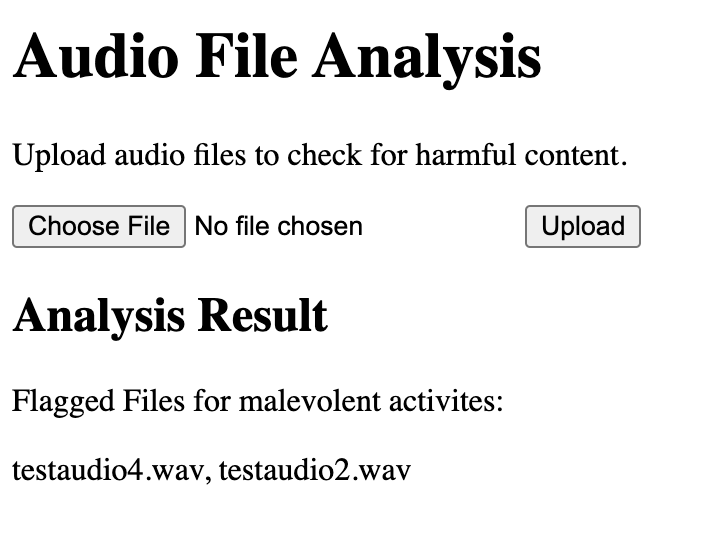 Audio File Analysis
Upload audio files to check for harmful content.
Choose File No file chosen Upload
Analysis Result
Flagged Files for malevolent activites:
testaudio4.wav, testaudio2.wav